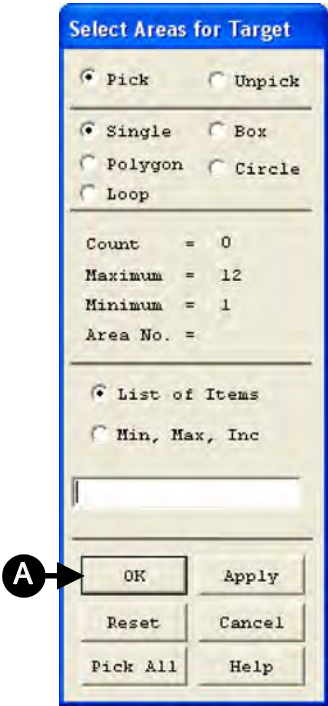 Select Areas for Target
Pick Unpick
Single Box
Polygon Circle
Loop
Count = 0
Maximum = 12
Minimum = 1
Area No. =
List of Items
Min, Max, Inc
A OK Apply
Reset Cancel
Pick All Help